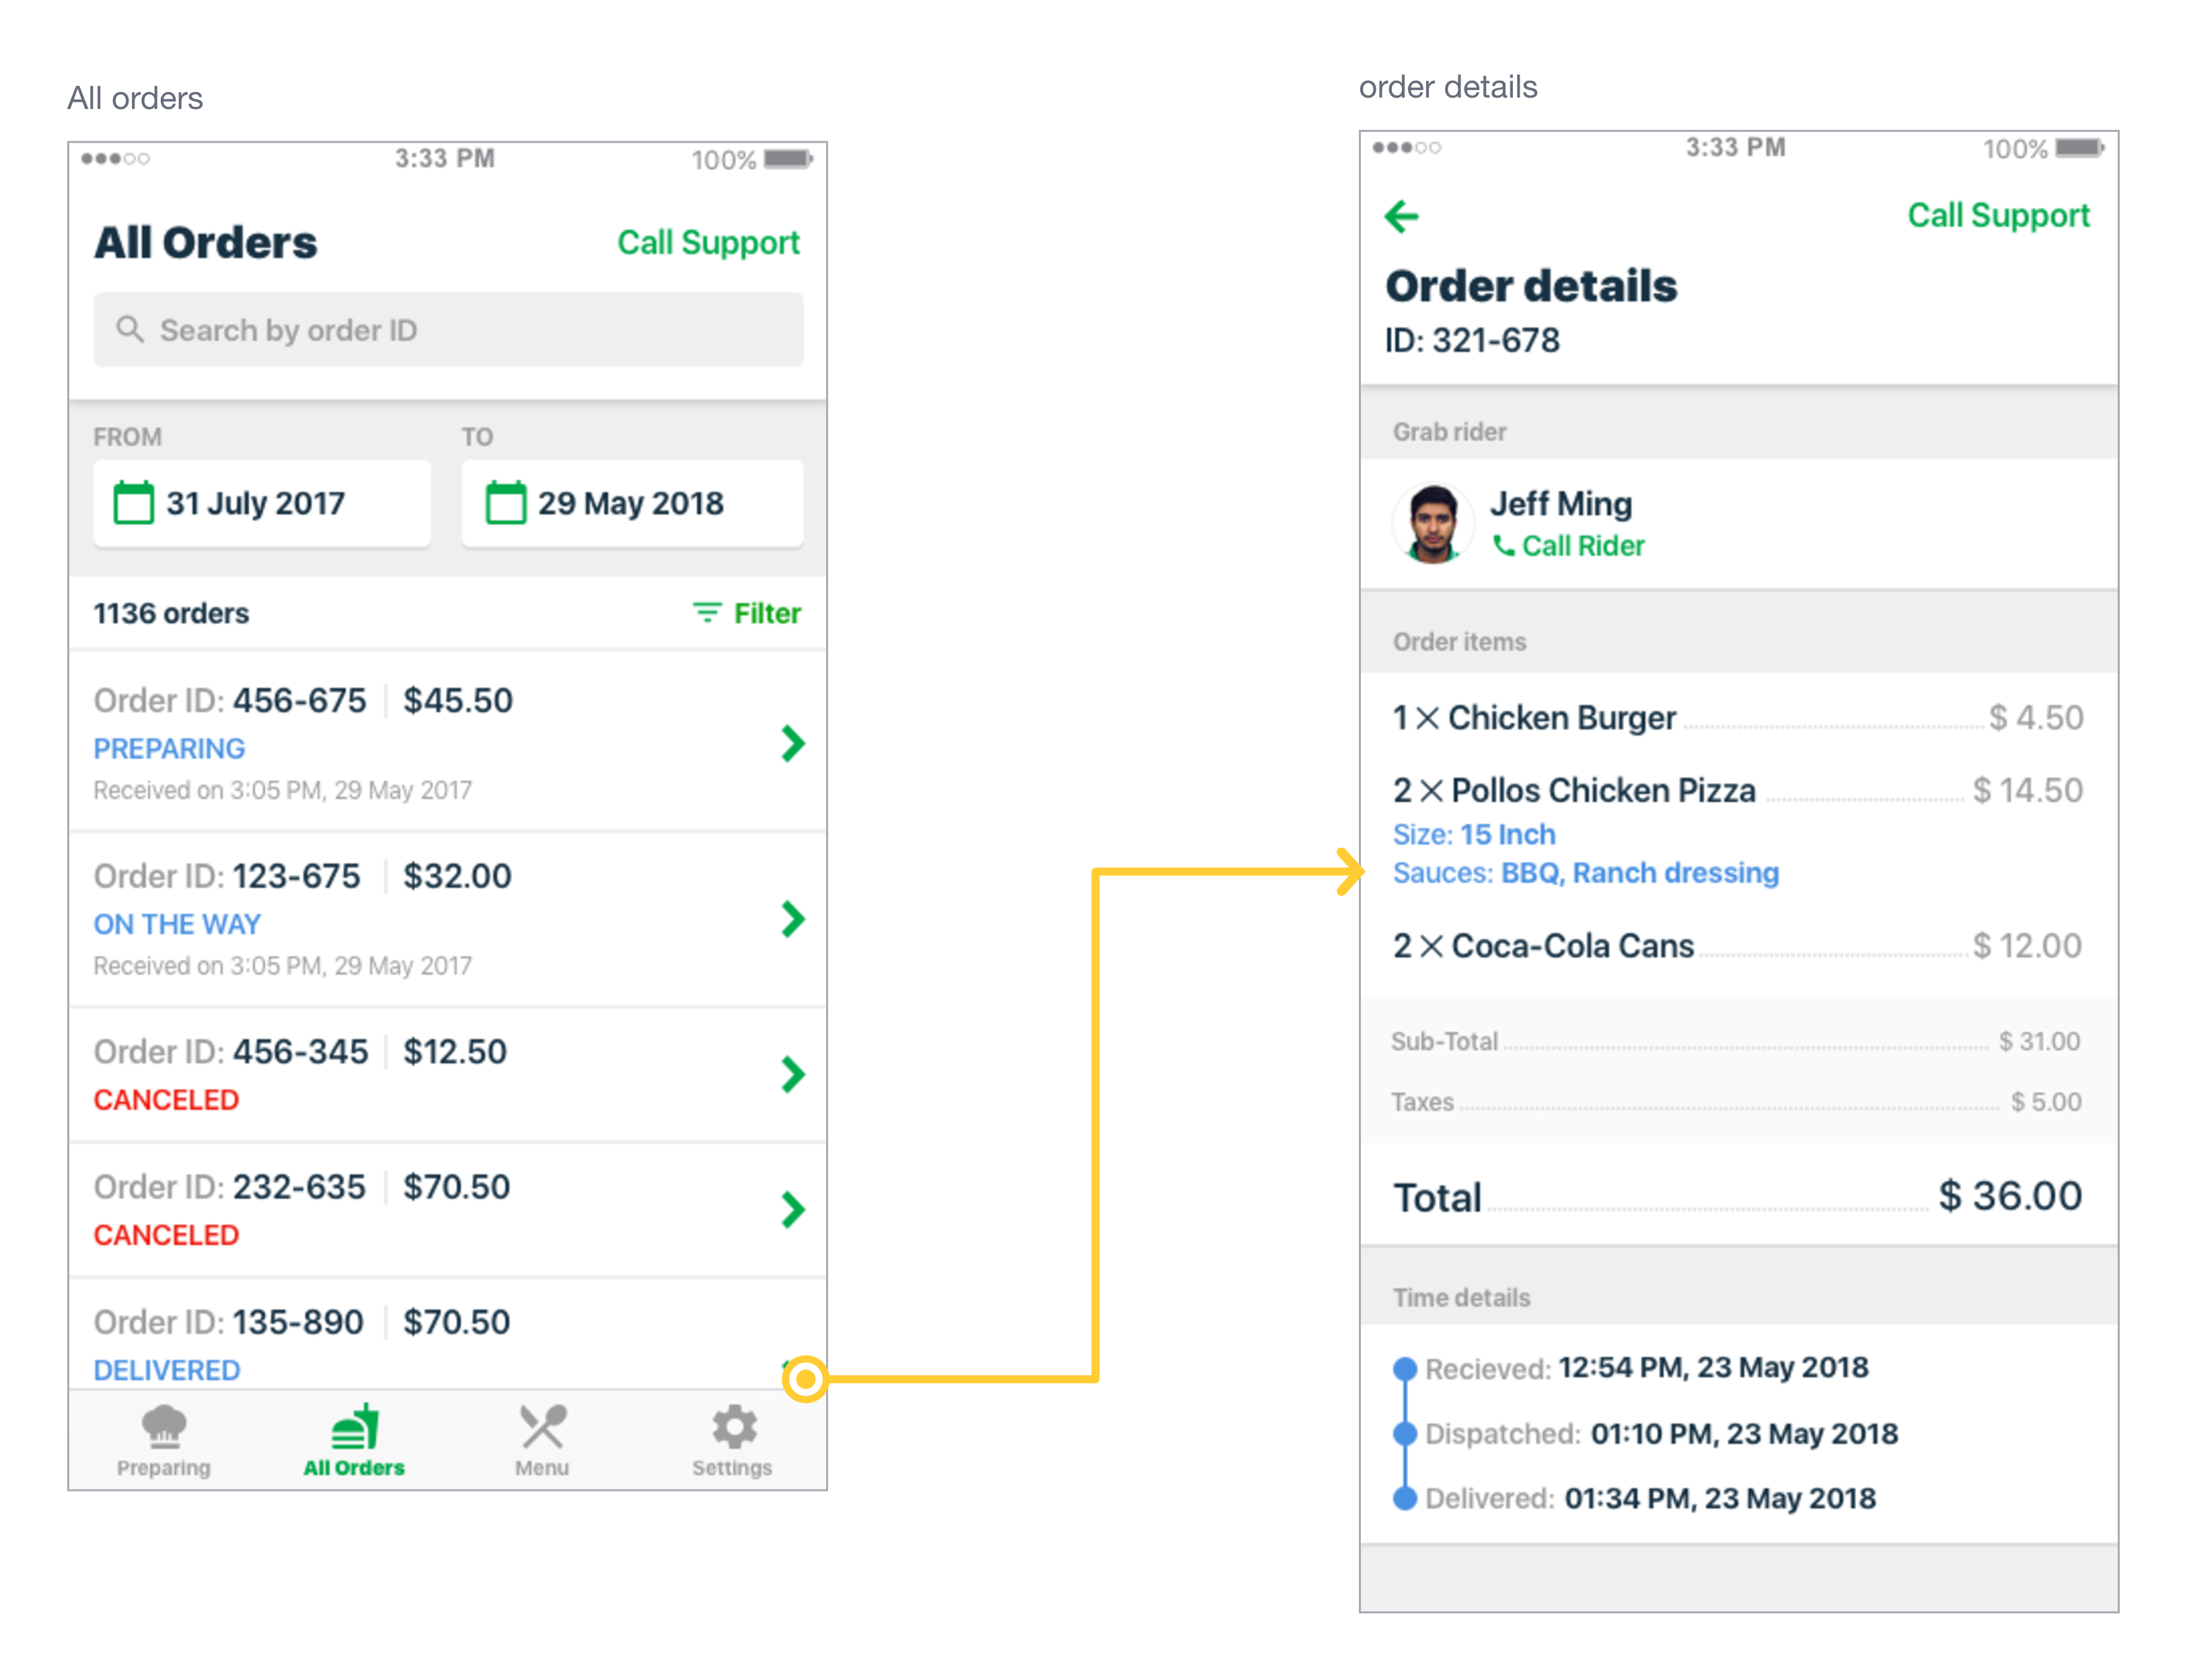 All orders
3:33 PM
100%
All Orders
Call Support
Search by order ID
FROM
TO
31 July 2017
29 May 2018
1136 orders
Filter
Order ID: 456-675 | $45.50
PREPARING
Received on 3:05 PM, 29 May 2017
Order ID: 123-675 | $32.00
ON THE WAY
Received on 3:05 PM, 29 May 2017
Order ID: 456-345 | $12.50
CANCELED
Order ID: 232-635 | $70.50
CANCELED
Order ID: 135-890 | $70.50
DELIVERED
Preparing
All Orders
Menu
Settings
order details
3:33 PM
100%
Call Support
Order details
ID: 321-678
Grab rider
Jeff Ming
Call Rider
Order items
1 × Chicken Burger $ 4.50
2 × Pollos Chicken Pizza $ 14.50
Size: 15 Inch
Sauces: BBQ, Ranch dressing
2 × Coca-Cola Cans $ 12.00
Sub-Total $ 31.00
Taxes $ 5.00
Total $ 36.00
Time details
Recieved: 12:54 PM, 23 May 2018
Dispatched: 01:10 PM, 23 May 2018
Delivered: 01:34 PM, 23 May 2018